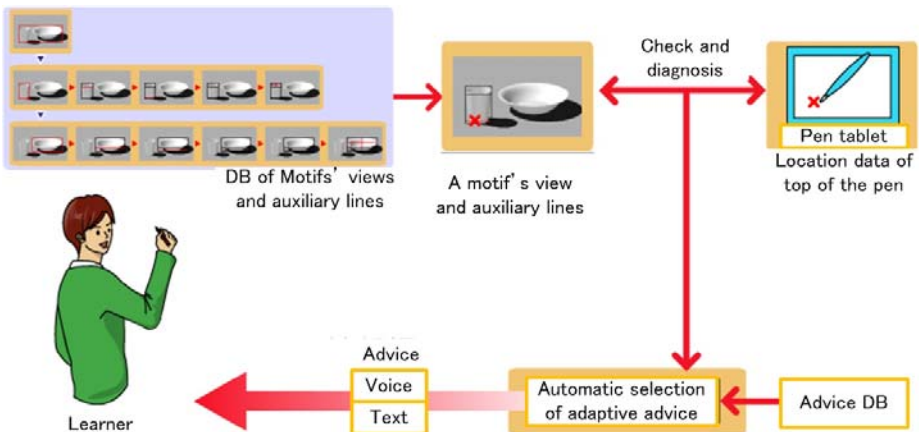 Check and
diagnosis
Pen tablet
Location data of
top of the pen
DB of Motifs' views
and auxiliary lines
A motif's view
and auxiliary lines
Advice
Voice
Text
Automatic selection
of adaptive advice
Advice DB
Learner